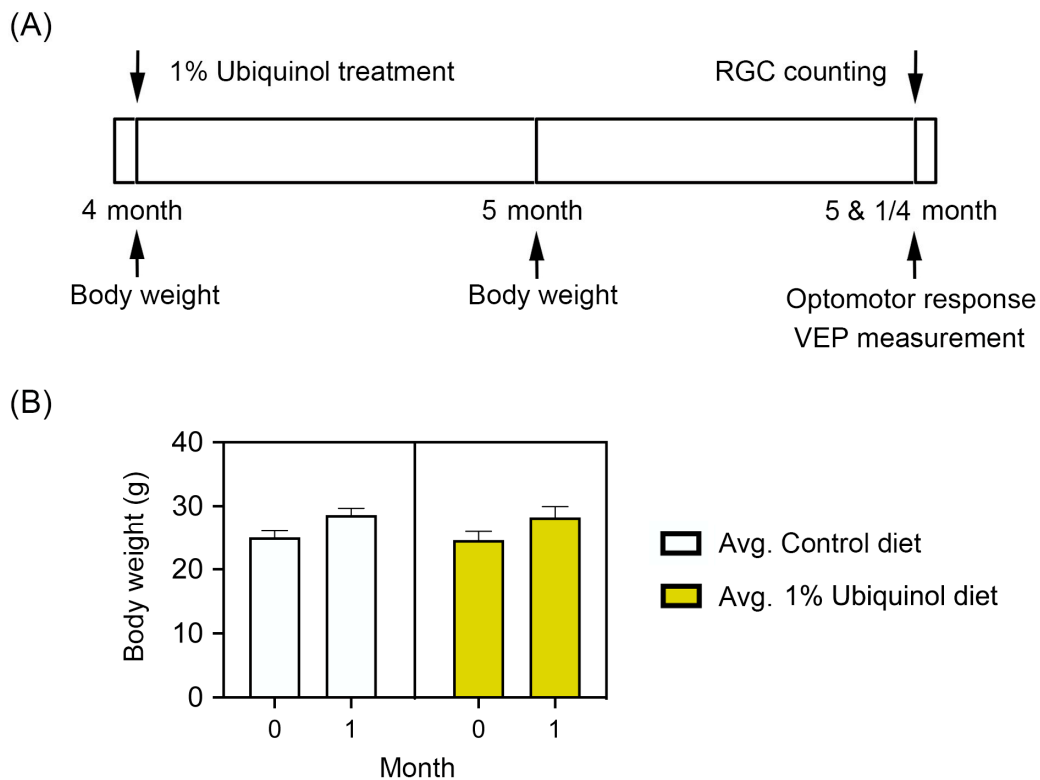 (A)
1% Ubiquinol treatment
RGC counting
4 month
5 month
5 & 1/4 month
Body weight
Body weight
Optomotor response
VEP measurement
(B)
Body weight (g)
40
30
20
10
0
0
1
0
1
Month
Avg. Control diet
Avg. 1% Ubiquinol diet